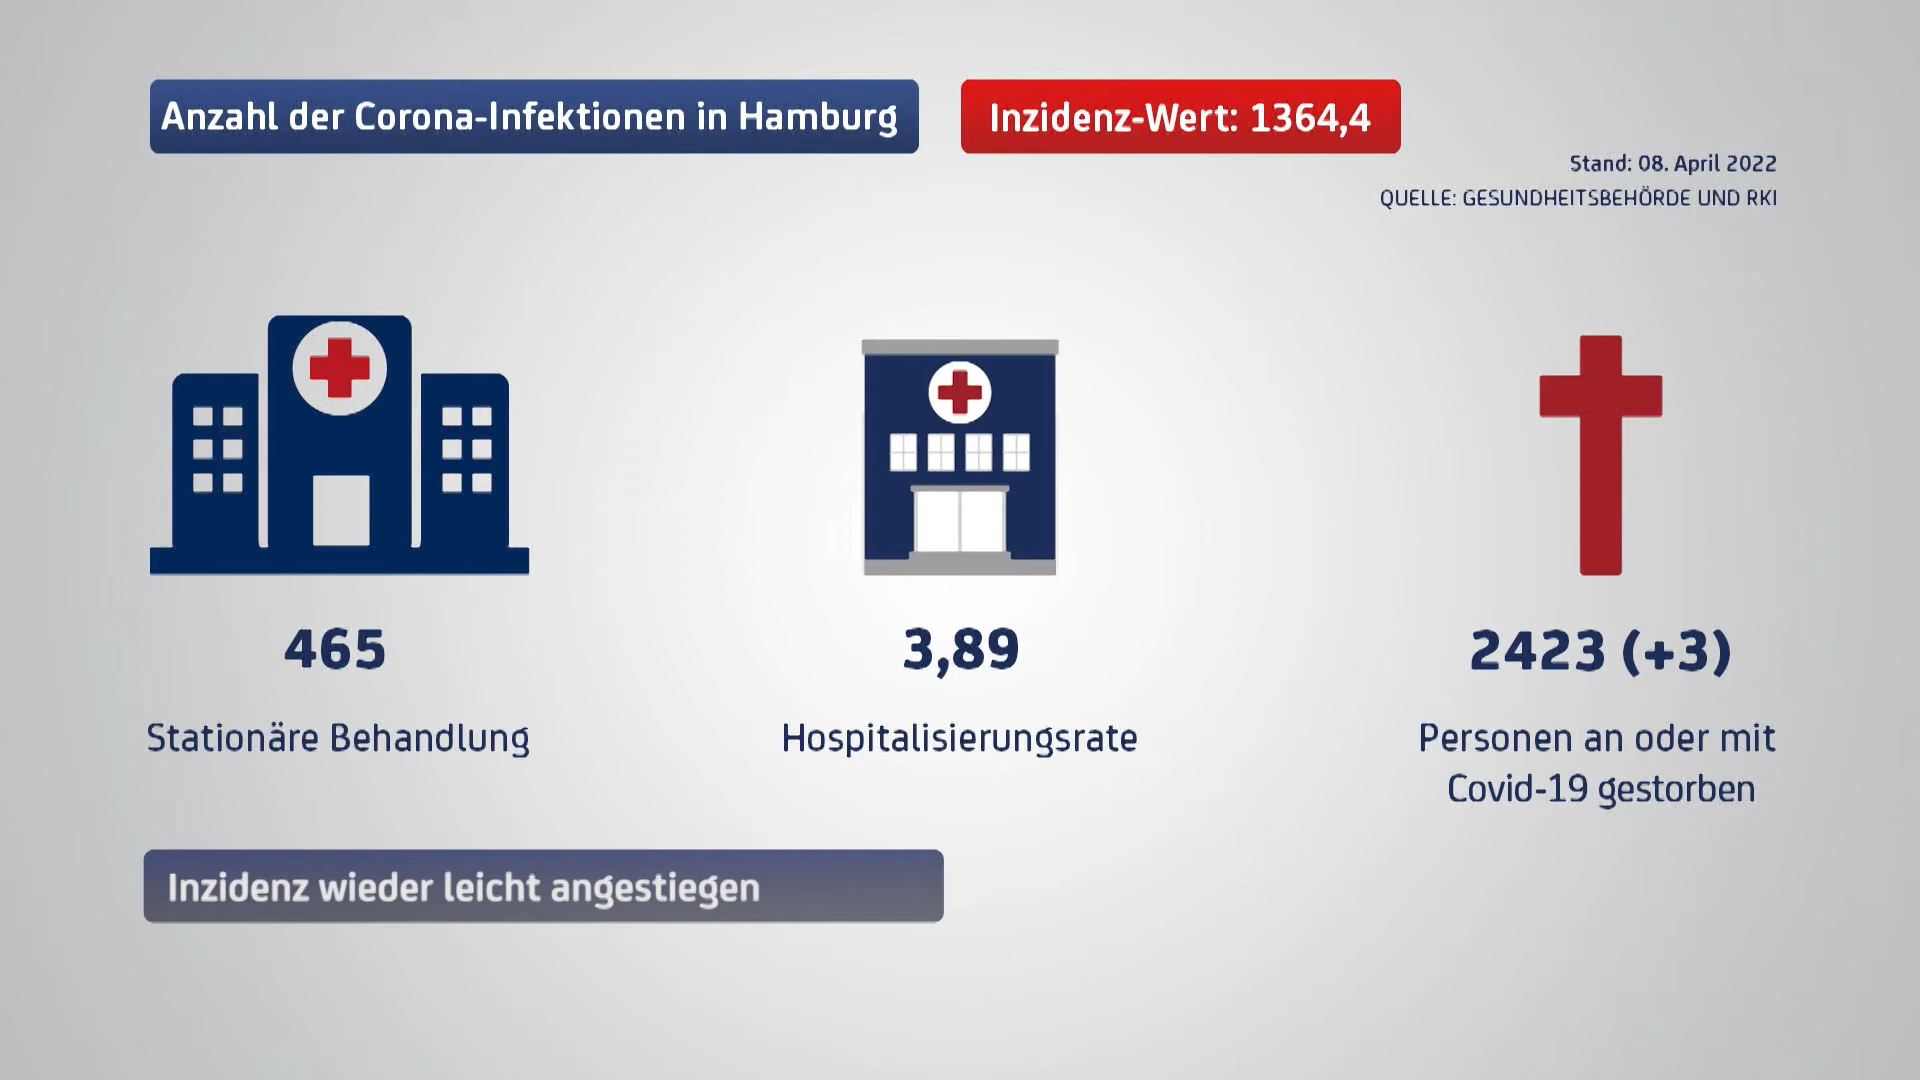 Anzahl der Corona-Infektionen in Hamburg
Inzidenz-Wert: 1364,4
Stand: 08. April 2022
QUELLE: GESUNDHEITSBEHÖRDE UND RKI
465
Stationäre Behandlung
3,89
Hospitalisierungsrate
2423 (+3)
Personen an oder mit
Covid-19 gestorben
Inzidenz wieder leicht angestiegen